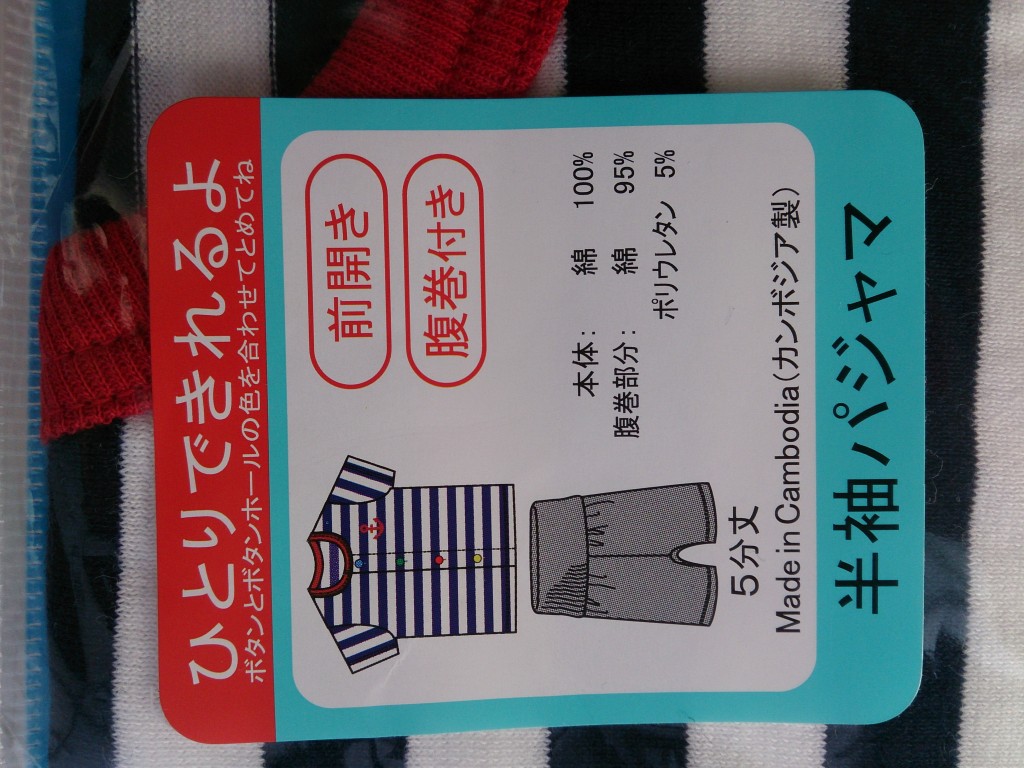 ひとりできれるよ
ボタンとボタンホールの色を合わせてとめてね
前開き
腹巻付き
本体： 綿 100%
腹巻部分： 綿 95%
ポリウレタン 5%
5分丈
Made in Cambodia(カンボジア製)
半袖パジャマ